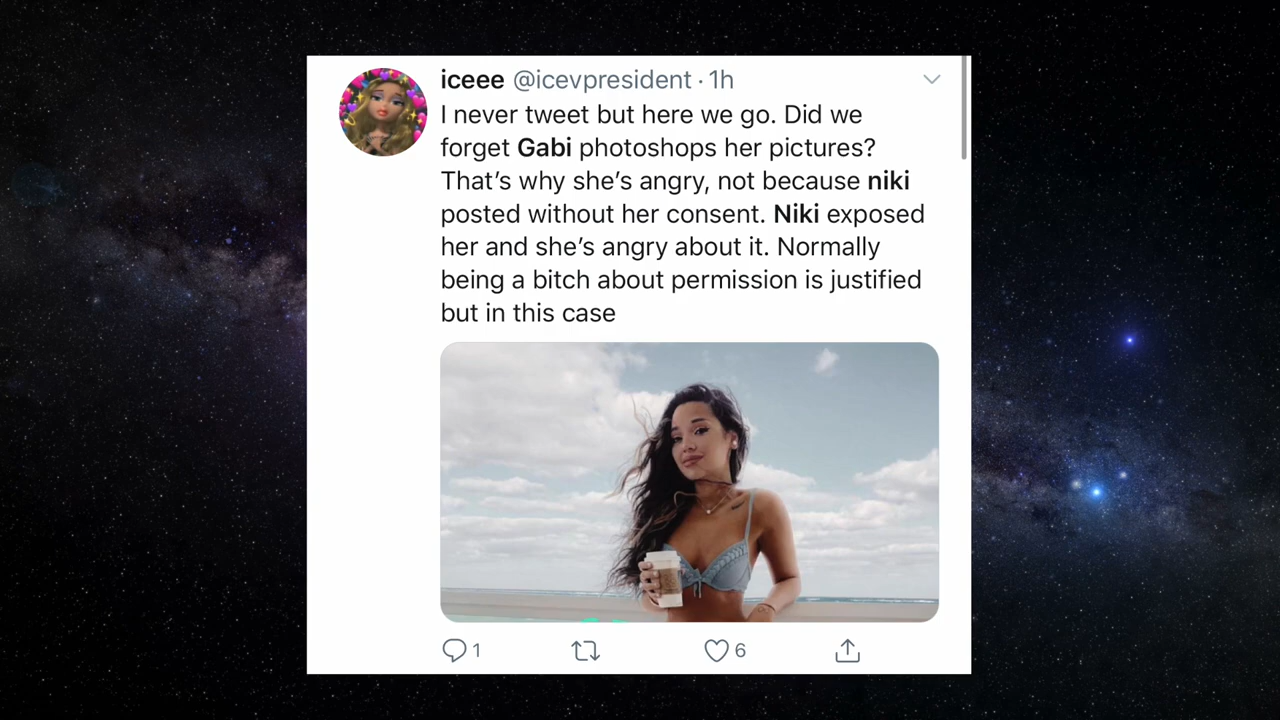 iceee @icevpresident · 1h
I never tweet but here we go. Did we
forget Gabi photoshops her pictures?
That’s why she’s angry, not because niki
posted without her consent. Niki exposed
her and she’s angry about it. Normally
being a bitch about permission is justified
but in this case
1 6